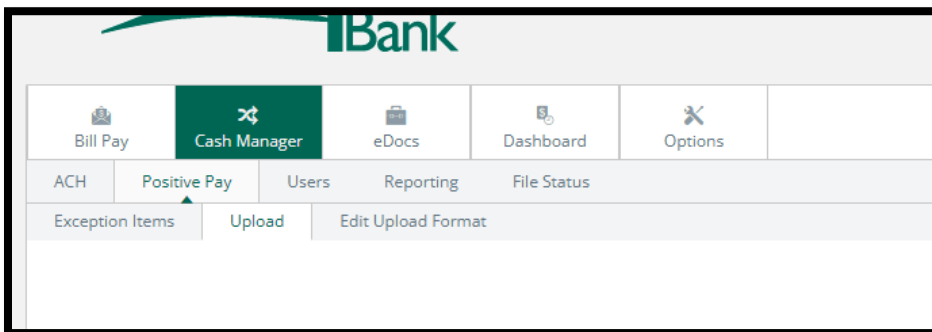 Bank
Bill Pay Cash Manager eDocs Dashboard Options
ACH Positive Pay Users Reporting File Status
Exception Items Upload Edit Upload Format